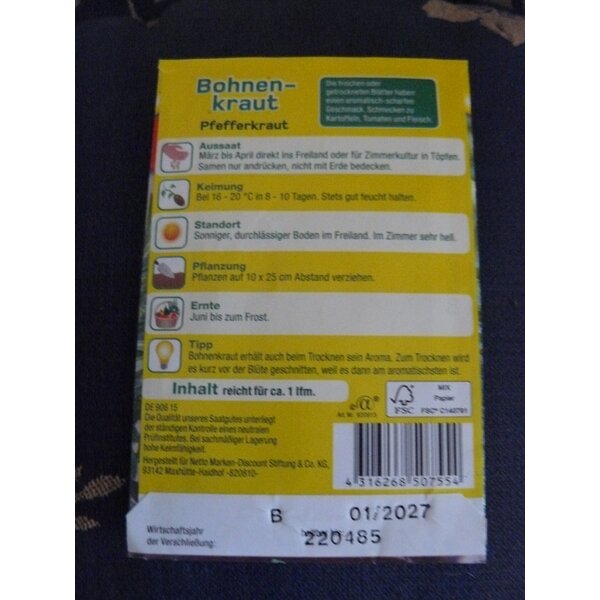 Bohnen-
kraut
Pfefferkraut
Die frischen oder
getrockneten Blätter haben
einen aromatisch-scharfen
Geschmack. Schmecken zu
Kartoffeln, Tomaten und Fleisch.
Aussaat
März bis April direkt ins Freiland oder für Zimmerkultur in Töpfen.
Samen nur andrücken, nicht mit Erde bedecken.
Keimung
Bei 16 - 20 °C in 8 - 10 Tagen. Stets gut feucht halten.
Standort
Sonniger, durchlässiger Boden im Freiland. Im Zimmer sehr hell.
Pflanzung
Pflanzen auf 10 x 25 cm Abstand verziehen.
Ernte
Juni bis zum Frost.
Tipp
Bohnenkraut erhält auch beim Trocknen sein Aroma. Zum Trocknen wird
es kurz vor der Blüte geschnitten, weil es dann am aromatischsten ist.
Inhalt reicht für ca. 1 lfm.
DE 908 15
Die Qualität unseres Saatgutes unterliegt
der ständigen Kontrolle eines neutralen
Prüfinstitutes. Bei sachmäßiger Lagerung
hohe Keimfähigkeit.
Hergestellt für Netto Marken-Discount Stiftung & Co. KG,
93142 Maxhütte-Haidhof -820810-
Art. Nr.
FSC
MIX
Papier
FSC® C140791
4 316268 507554
B 01/2027
Wirtschaftsjahr
der Verschließung:
220485